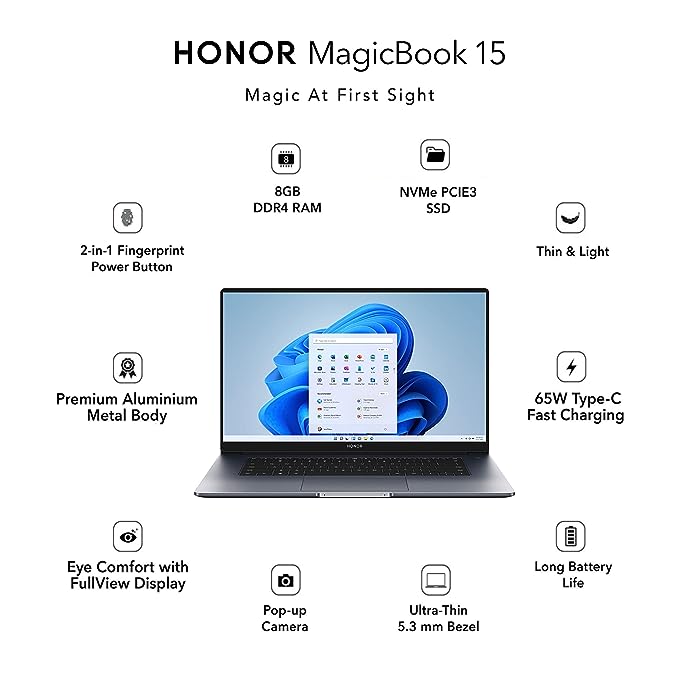 HONOR MagicBook 15
Magic At First Sight
8
8GB
DDR4 RAM
NVMe PCIE3
SSD
2-in-1 Fingerprint
Power Button
Thin & Light
Premium Aluminium
Metal Body
65W Type-C
Fast Charging
HONOR
Eye Comfort with
FullView Display
Long Battery
Life
Pop-up
Camera
Ultra-Thin
5.3 mm Bezel